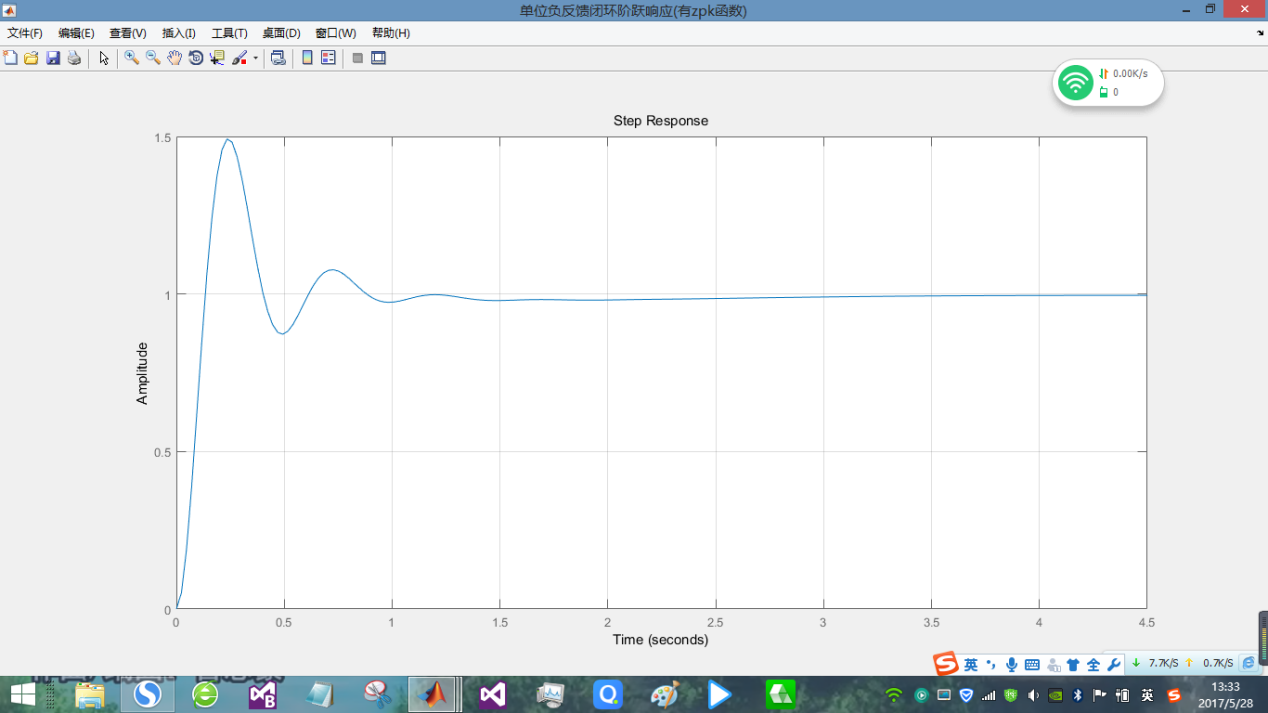 单位负反馈闭环阶跃响应(有zpk函数)
文件(F) 编辑(E) 查看(V) 插入(I) 工具(T) 桌面(D) 窗口(W) 帮助(H)
0.00K/s
0
Step Response
1.5
1
0.5
0
Amplitude
0 0.5 1 1.5 2 2.5 3 3.5 4 4.5
Time (seconds)
英 全 7.7K/S 0.7K/S
英
13:33
2017/5/28